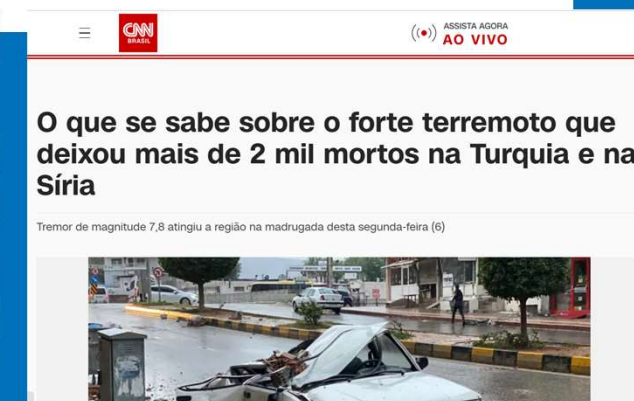 CNN
BRASIL
ASSISTA AGORA
AO VIVO
O que se sabe sobre o forte terremoto que
deixou mais de 2 mil mortos na Turquia e na
Síria
Tremor de magnitude 7,8 atingiu a região na madrugada desta segunda-feira (6)